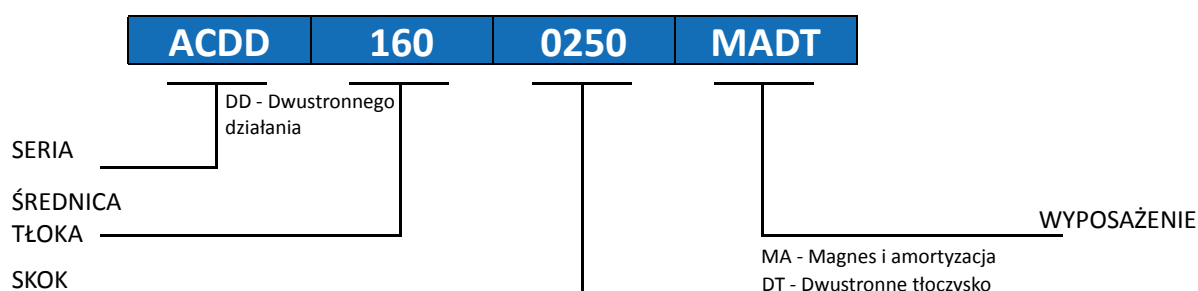 ACDD 160 0250 MADT
DD - Dwustronnego
działania
SERIA
ŚREDNICA
TŁOKA
WYPOSAŻENIE
MA - Magnes i amortyzacja
DT - Dwustronne tłoczysko
SKOK